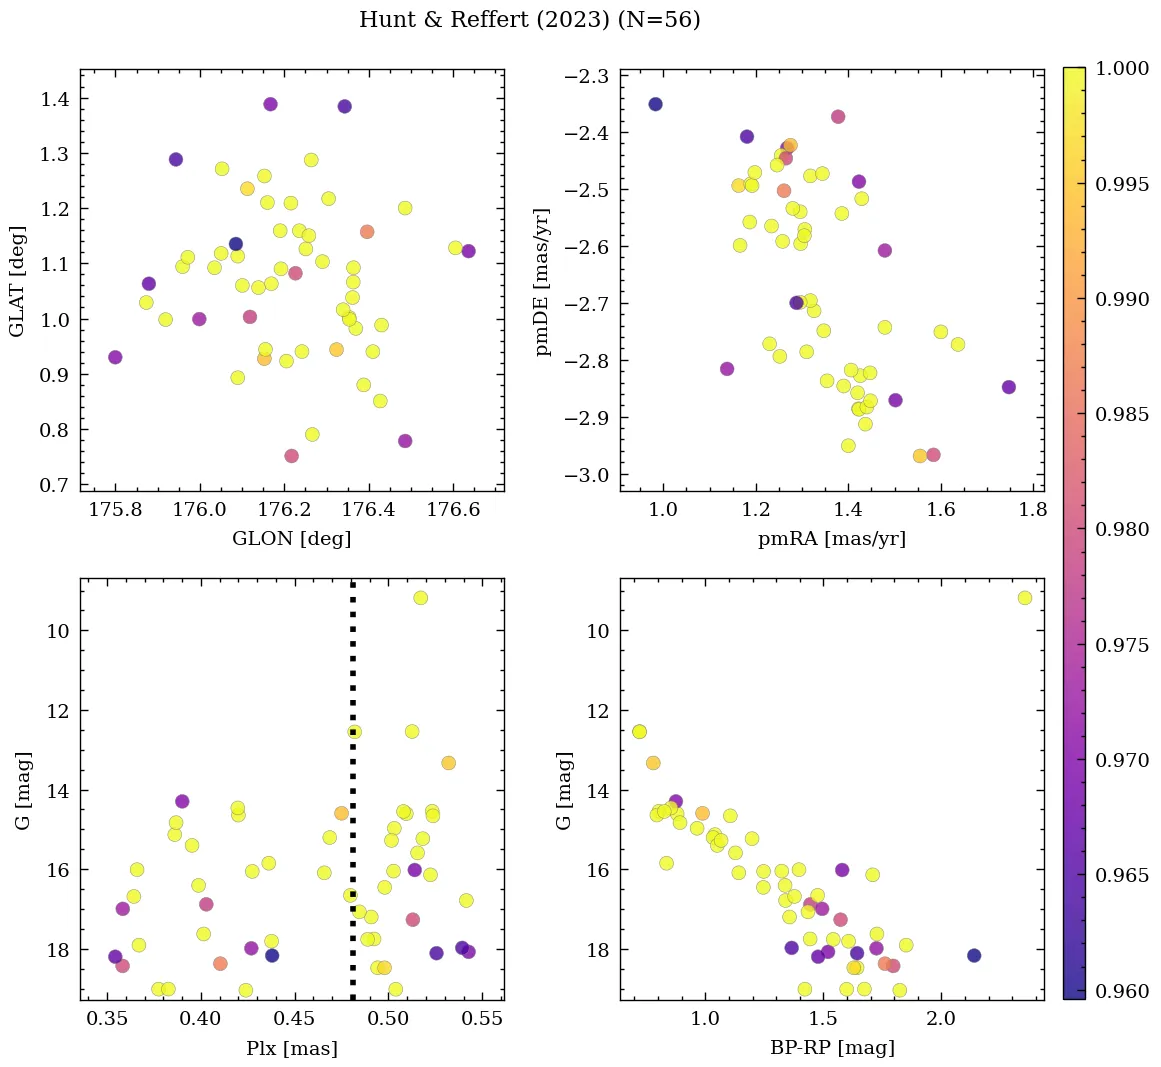 Hunt & Reffert (2023) (N=56)
GLAT [deg]
1.4
1.3
1.2
1.1
1.0
0.9
0.8
0.7
175.8 176.0 176.2 176.4 176.6
GLON [deg]
pmDE [mas/yr]
−2.3
−2.4
−2.5
−2.6
−2.7
−2.8
−2.9
−3.0
1.0 1.2 1.4 1.6 1.8
pmRA [mas/yr]
G [mag]
10
12
14
16
18
0.35 0.40 0.45 0.50 0.55
Plx [mas]
G [mag]
10
12
14
16
18
1.0 1.5 2.0
BP-RP [mag]
1.000
0.995
0.990
0.985
0.980
0.975
0.970
0.965
0.960